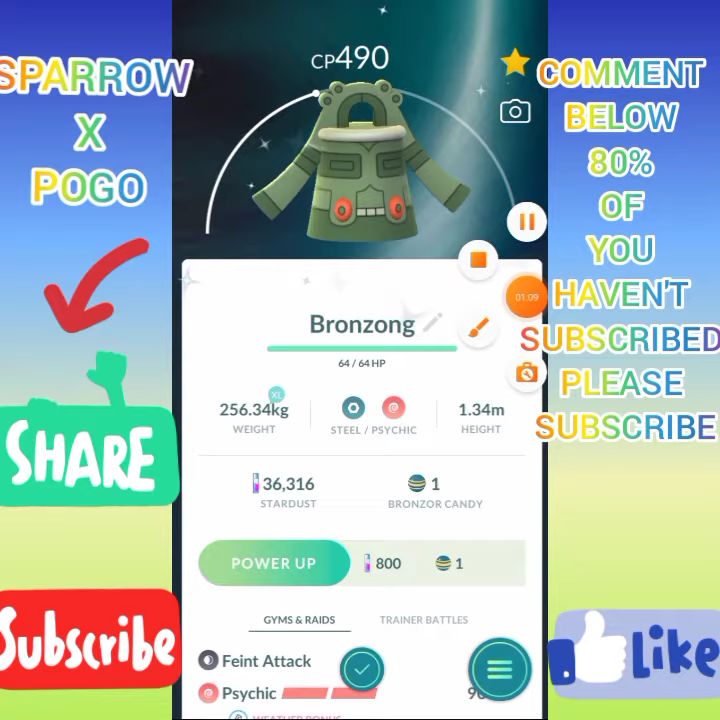 SPARROW
X
POGO
SHARE
Subscribe
CP490
01:09
Bronzong
64 / 64 HP
XL
256.34kg
WEIGHT
STEEL / PSYCHIC
1.34m
HEIGHT
36,316
STARDUST
1
BRONZOR CANDY
POWER UP
800
1
GYMS & RAIDS
TRAINER BATTLES
Feint Attack
Psychic
WEATHER BONUS
COMMENT
BELOW
80%
OF
YOU
HAVEN'T
SUBSCRIBED
PLEASE
SUBSCRIBE
Like